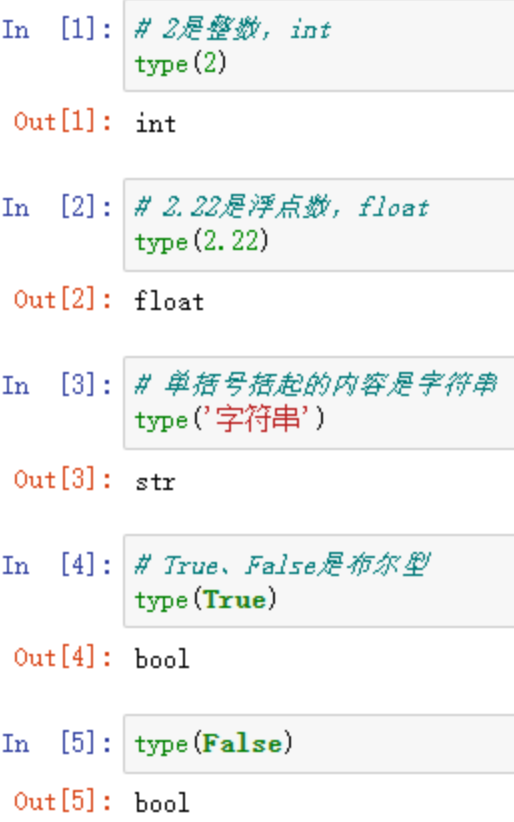 In [1]: # 2是整数，int
type(2)
Out[1]: int
In [2]: # 2.22是浮点数，float
type(2.22)
Out[2]: float
In [3]: # 单括号括起的内容是字符串
type('字符串')
Out[3]: str
In [4]: # True、False是布尔型
type(True)
Out[4]: bool
In [5]: type(False)
Out[5]: bool